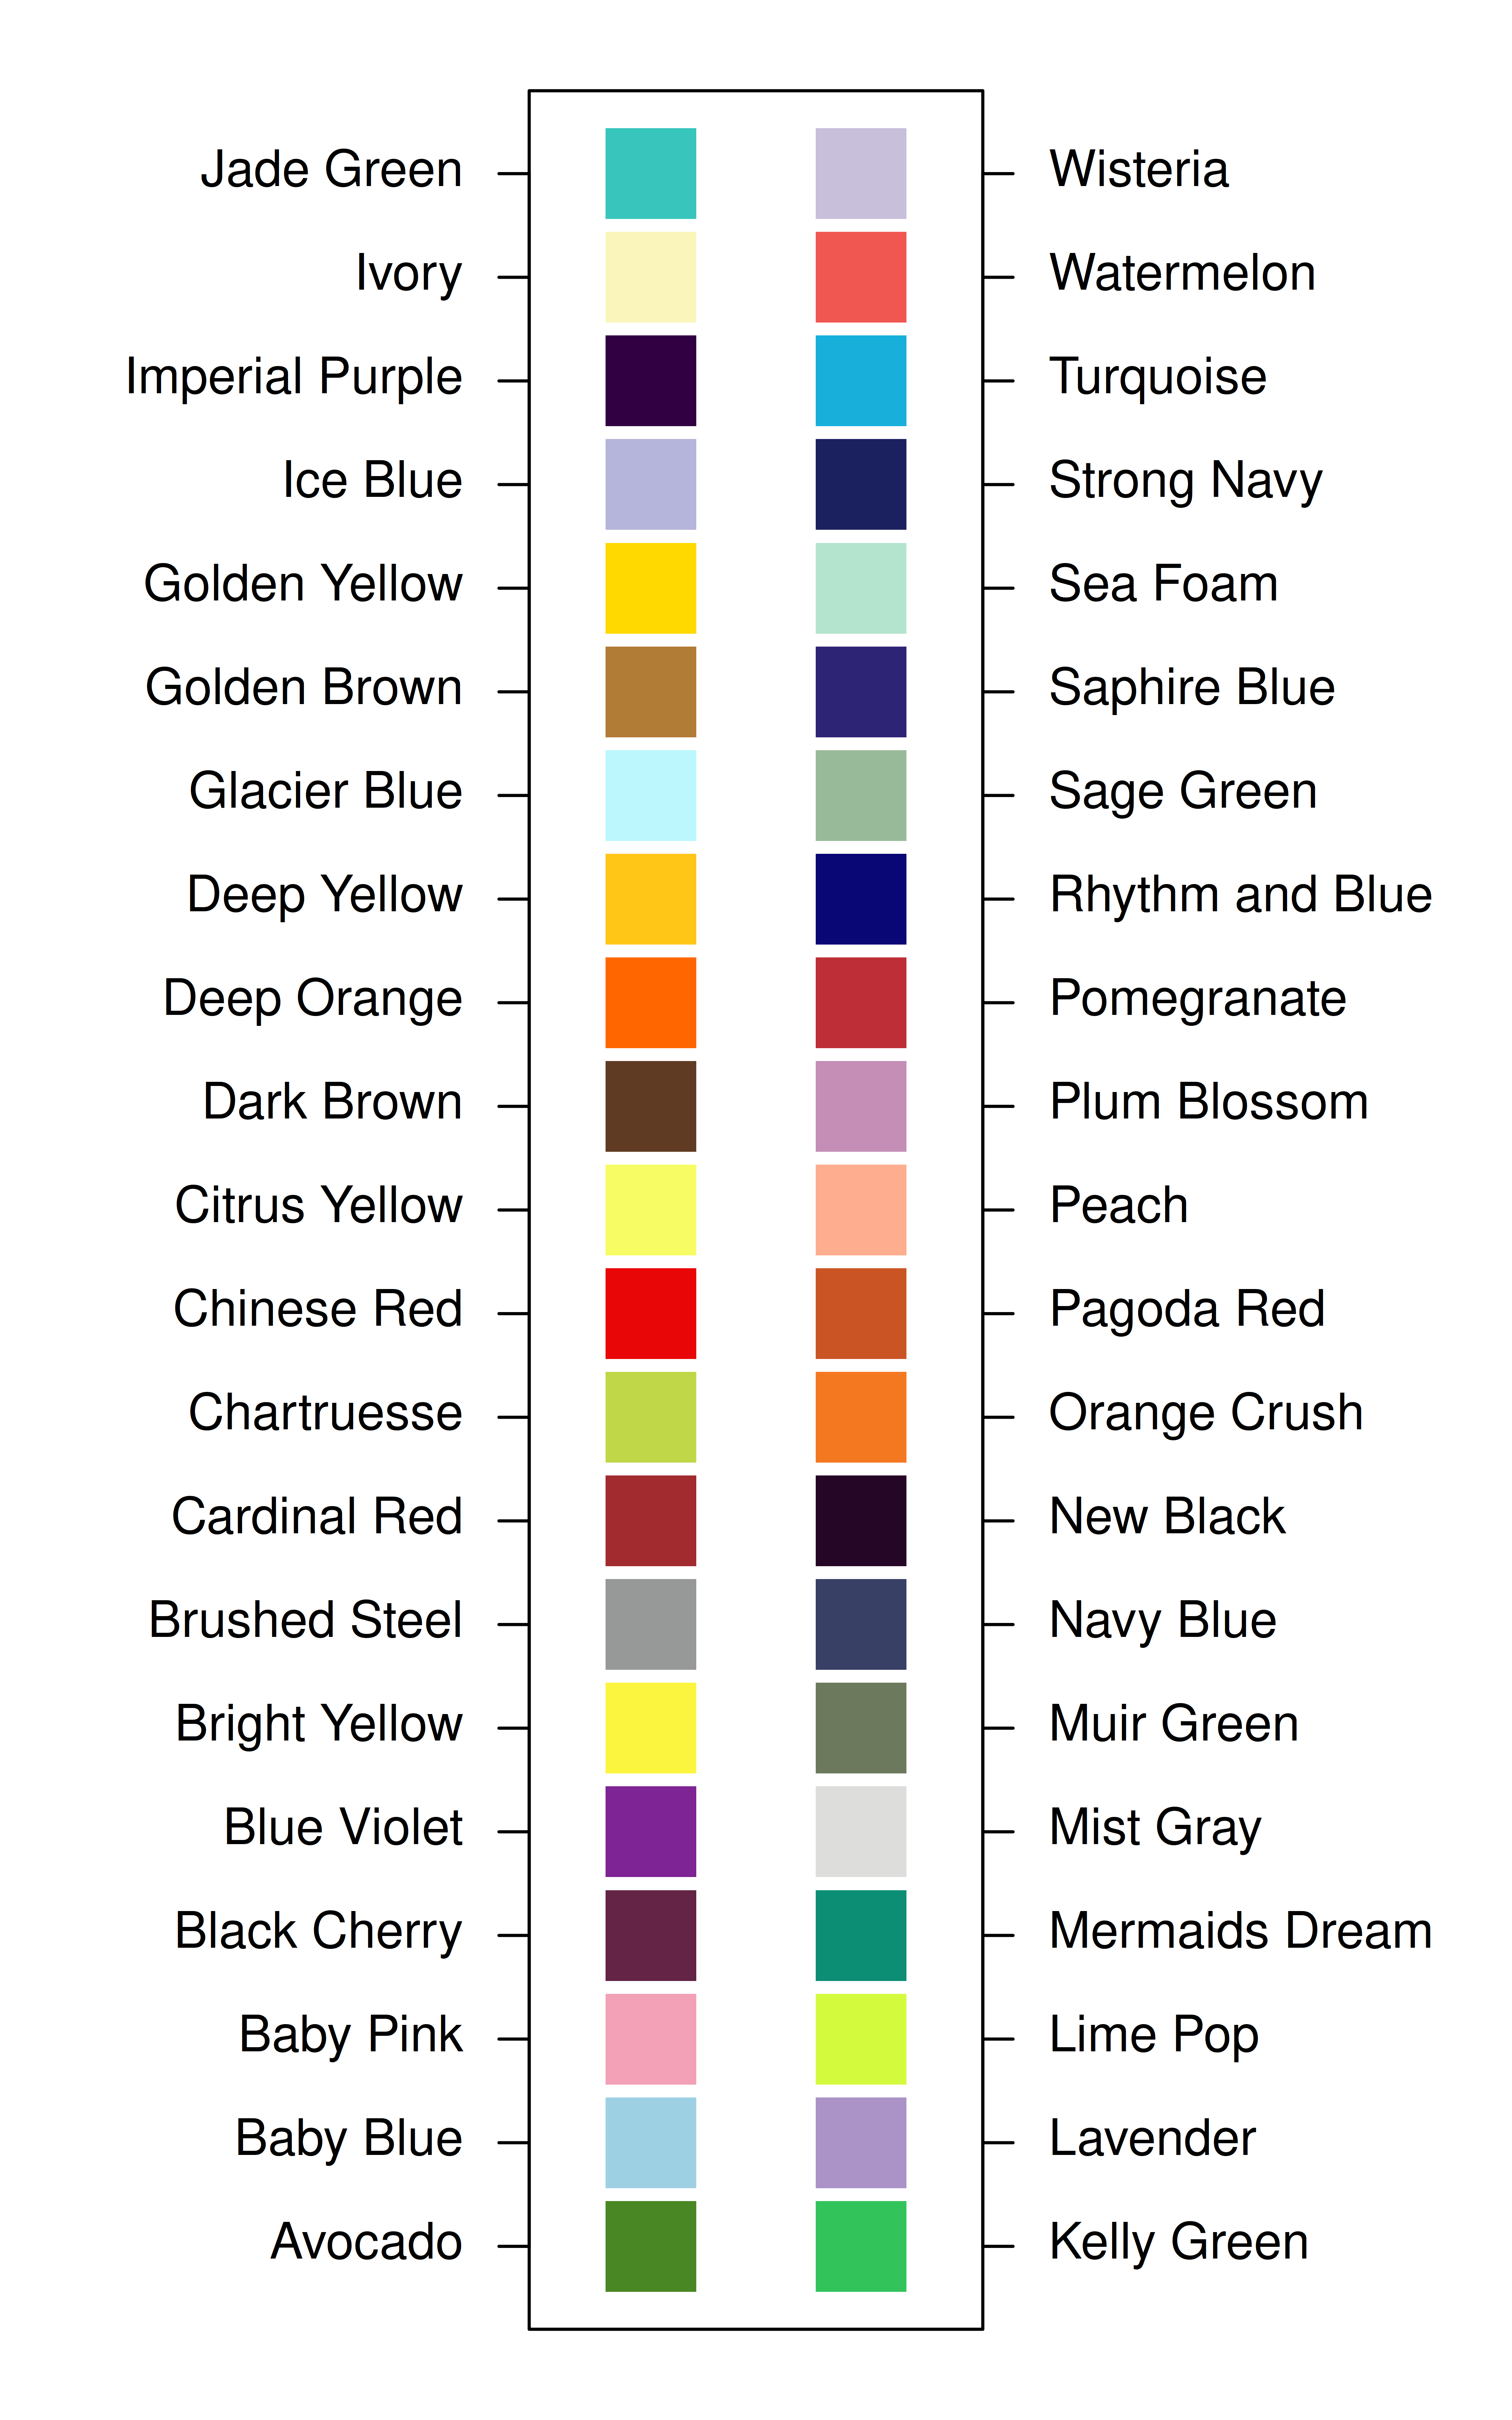 Jade Green Wisteria
Ivory Watermelon
Imperial Purple Turquoise
Ice Blue Strong Navy
Golden Yellow Sea Foam
Golden Brown Saphire Blue
Glacier Blue Sage Green
Deep Yellow Rhythm and Blue
Deep Orange Pomegranate
Dark Brown Plum Blossom
Citrus Yellow Peach
Chinese Red Pagoda Red
Chartruesse Orange Crush
Cardinal Red New Black
Brushed Steel Navy Blue
Bright Yellow Muir Green
Blue Violet Mist Gray
Black Cherry Mermaids Dream
Baby Pink Lime Pop
Baby Blue Lavender
Avocado Kelly Green